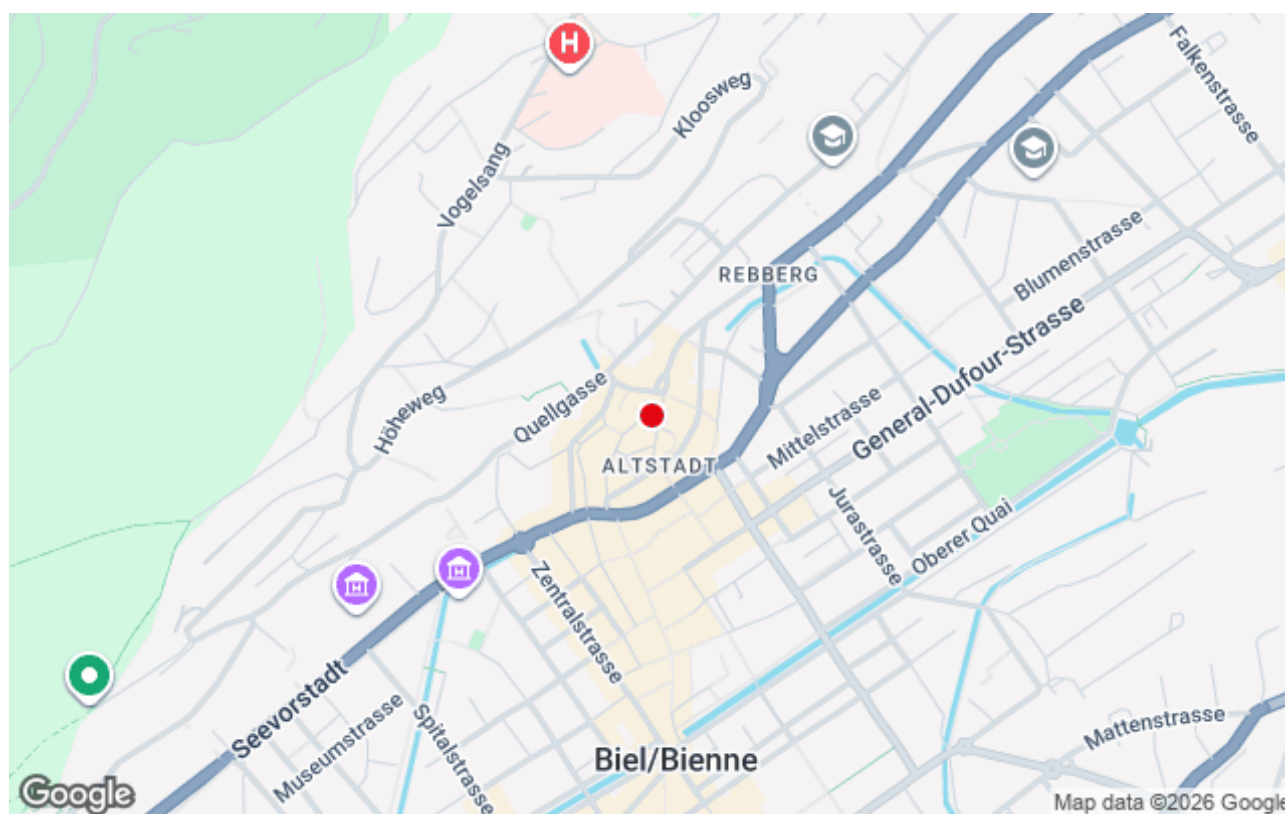 H
Falkenstrasse
Kloosweg
Vogelsang
Blumenstrasse
REBBERG
General-Dufour-Strasse
Höheweg
Quellgasse
Mittelstrasse
ALTSTADT
Jurastrasse
Oberer Quai
Zentralstrasse
H
H
Seevorstadt
Museumstrasse
Spitalstrasse
Mattenstrasse
Biel/Bienne
Google
Map data ©2026 Google